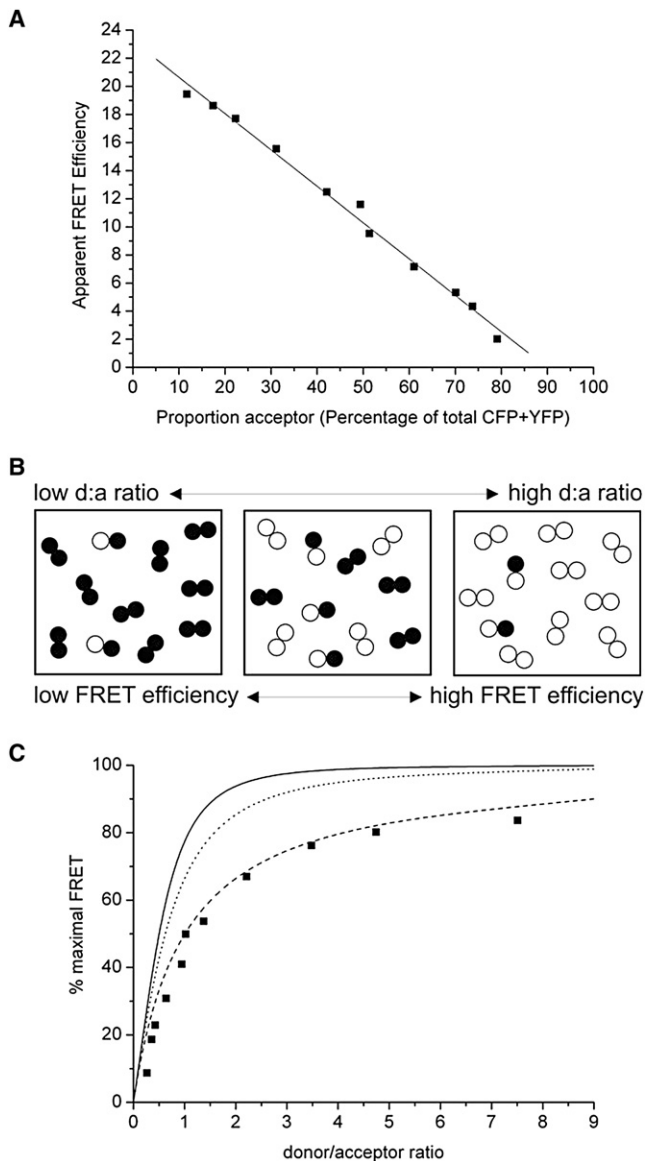 A
24
22
20
18
16
14
12
10
8
6
4
2
0
Apparent FRET Efficiency
0 10 20 30 40 50 60 70 80 90 100
Proportion acceptor (Percentage of total CFP+YFP)
B
low d:a ratio high d:a ratio
low FRET efficiency high FRET efficiency
C
100
80
60
40
20
0
% maximal FRET
0 1 2 3 4 5 6 7 8 9
donor/acceptor ratio